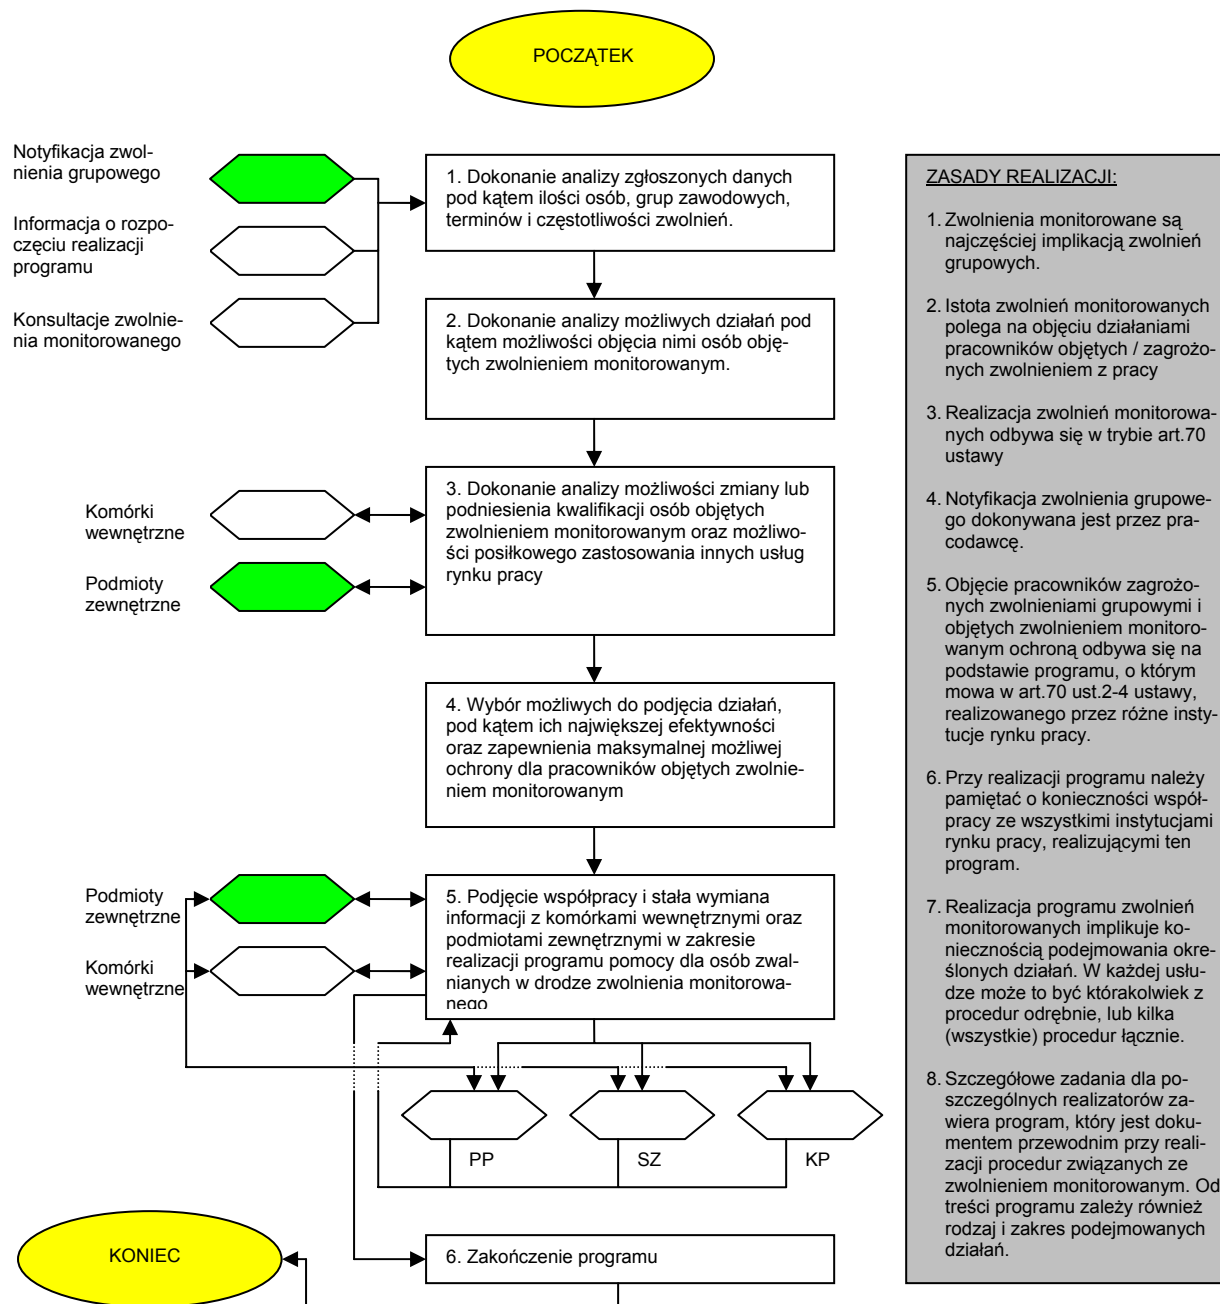 POCZĄTEK
Notyfikacja zwol-
nienia grupowego
Informacja o rozpo-
częciu realizacji
programu
Konsultacje zwolnie-
nia monitorowanego
1. Dokonanie analizy zgłoszonych danych
pod kątem ilości osób, grup zawodowych,
terminów i częstotliwości zwolnień.
2. Dokonanie analizy możliwych działań pod
kątem możliwości objęcia nimi osób obję-
tych zwolnieniem monitorowanym.
Komórki
wewnętrzne
Podmioty
zewnętrzne
3. Dokonanie analizy możliwości zmiany lub
podniesienia kwalifikacji osób objętych
zwolnieniem monitorowanym oraz możliwo-
ści posiłkowego zastosowania innych usług
rynku pracy
4. Wybór możliwych do podjęcia działań,
pod kątem ich największej efektywności
oraz zapewnienia maksymalnej możliwej
ochrony dla pracowników objętych zwolnie-
niem monitorowanym
Podmioty
zewnętrzne
Komórki
wewnętrzne
5. Podjęcie współpracy i stała wymiana
informacji z komórkami wewnętrznymi oraz
podmiotami zewnętrznymi w zakresie
realizacji programu pomocy dla osób zwal-
nianych w drodze zwolnienia monitorowa-
nego
PP
SZ
KP
6. Zakończenie programu
KONIEC
ZASADY REALIZACJI:
1. Zwolnienia monitorowane są
najczęściej implikacją zwolnień
grupowych.
2. Istota zwolnień monitorowanych
polega na objęciu działaniami
pracowników objętych / zagrożo-
nych zwolnieniem z pracy
3. Realizacja zwolnień monitorowa-
nych odbywa się w trybie art.70
ustawy
4. Notyfikacja zwolnienia grupowe-
go dokonywana jest przez pra-
codawcę.
5. Objęcie pracowników zagrożo-
nych zwolnieniami grupowymi i
objętych zwolnieniem monitoro-
wanym ochroną odbywa się na
podstawie programu, o którym
mowa w art.70 ust.2-4 ustawy,
realizowanego przez różne insty-
tucje rynku pracy.
6. Przy realizacji programu należy
pamiętać o konieczności współ-
pracy ze wszystkimi instytucjami
rynku pracy, realizującymi ten
program.
7. Realizacja programu zwolnień
monitorowanych implikuje ko-
niecznością podejmowania okre-
ślonych działań. W każdej usłu-
dze może to być którakolwiek z
procedur odrębnie, lub kilka
(wszystkie) procedur łącznie.
8. Szczegółowe zadania dla po-
szczególnych realizatorów za-
wiera program, który jest doku-
mentem przewodnim przy reali-
zacji procedur związanych ze
zwolnieniem monitorowanym. Od
treści programu zależy również
rodzaj i zakres podejmowanych
działań.